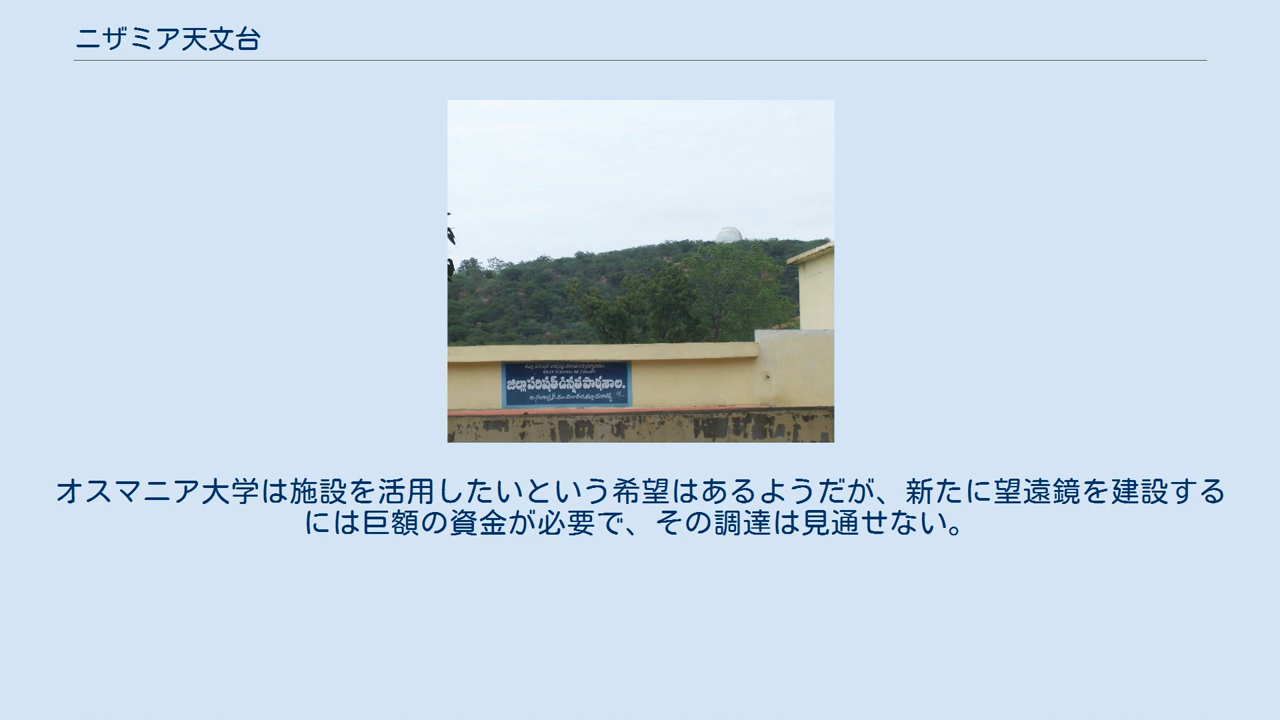 ニザミア天文台
జిల్లా పరిషత్ ఉన్నత పాఠశాల.
オスマニア大学は施設を活用したいという希望はあるようだが、新たに望遠鏡を建設する
には巨額の資金が必要で、その調達は見通せない。